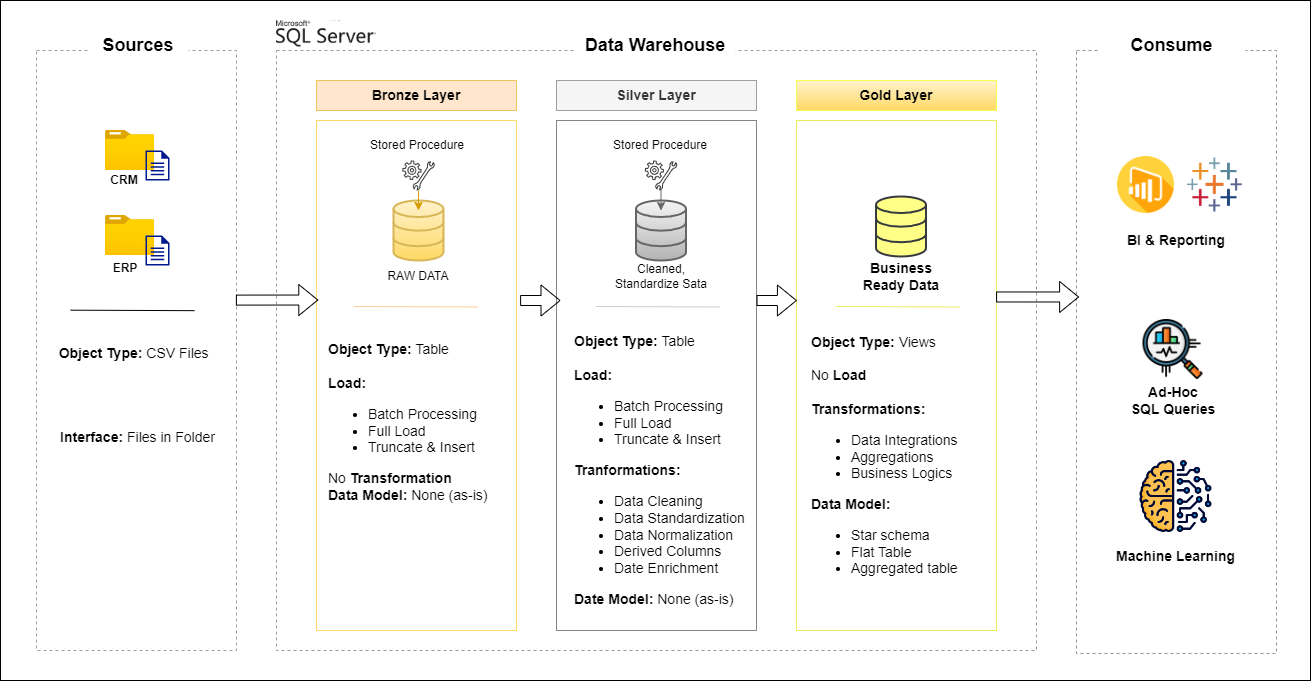 Sources
CRM
ERP
Object Type: CSV Files
Interface: Files in Folder
Microsoft®
SQL Server
Data Warehouse
Bronze Layer
Stored Procedure
RAW DATA
Object Type: Table
Load:
• Batch Processing
• Full Load
• Truncate & Insert
No Transformation
Data Model: None (as-is)
Silver Layer
Stored Procedure
Cleaned,
Standardize Sata
Object Type: Table
Load:
• Batch Processing
• Full Load
• Truncate & Insert
Tranformations:
• Data Cleaning
• Data Standardization
• Data Normalization
• Derived Columns
• Date Enrichment
Date Model: None (as-is)
Gold Layer
Business
Ready Data
Object Type: Views
No Load
Transformations:
• Data Integrations
• Aggregations
• Business Logics
Data Model:
• Star schema
• Flat Table
• Aggregated table
Consume
BI & Reporting
Ad-Hoc
SQL Queries
Machine Learning